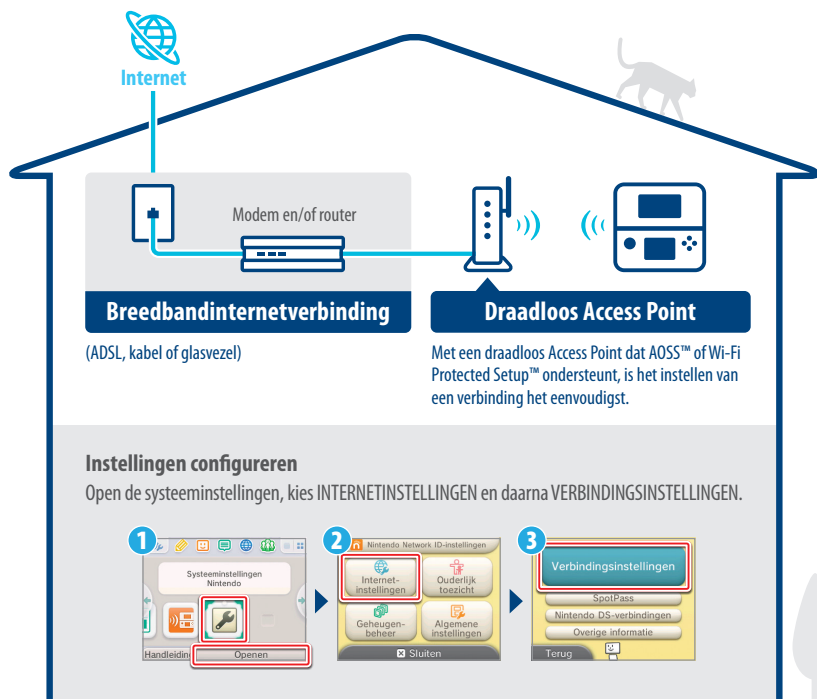 Internet
Modem en/of router
Breedbandinternetverbinding
(ADSL, kabel of glasvezel)
Draadloos Access Point
Met een draadloos Access Point dat AOSS™ of Wi-Fi
Protected Setup™ ondersteunt, is het instellen van
een verbinding het eenvoudigst.
Instellingen configureren
Open de systeeminstellingen, kies INTERNETINSTELLINGEN en daarna VERBINDINGSINSTELLINGEN.
1
Systeeminstellingen
Nintendo
Handleiding
Openen
2
n Nintendo Network ID-instellingen
Internet-
instellingen
Ouderlijk
toezicht
Geheugen-
beheer
Algemene
instellingen
X Sluiten
3
Verbindingsinstellingen
SpotPass
Nintendo DS-verbindingen
Overige informatie
Terug